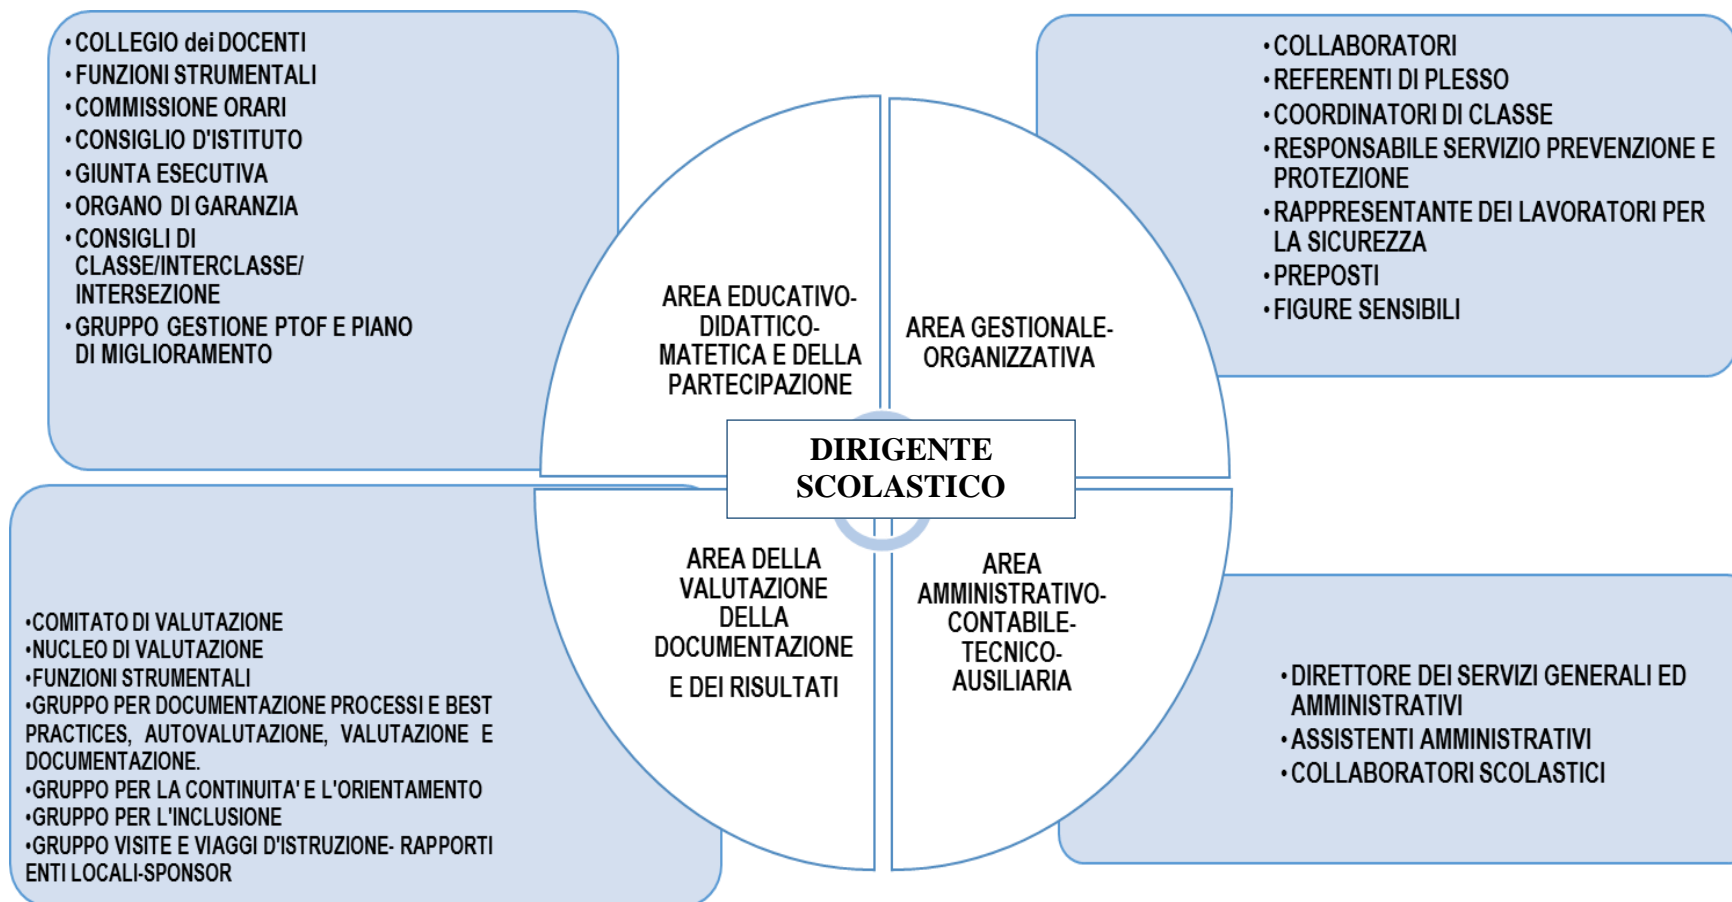 •COLLEGIO dei DOCENTI
•FUNZIONI STRUMENTALI
•COMMISSIONE ORARI
•CONSIGLIO D'ISTITUTO
•GIUNTA ESECUTIVA
•ORGANO DI GARANZIA
•CONSIGLI DI
CLASSE/INTERCLASSE/
INTERSEZIONE
•GRUPPO GESTIONE PTOF E PIANO
DI MIGLIORAMENTO
•COLLABORATORI
•REFERENTI DI PLESSO
•COORDINATORI DI CLASSE
•RESPONSABILE SERVIZIO PREVENZIONE E
PROTEZIONE
•RAPPRESENTANTE DEI LAVORATORI PER
LA SICUREZZA
•PREPOSTI
•FIGURE SENSIBILI
AREA EDUCATIVO-
DIDATTICO-
MATETICA E DELLA
PARTECIPAZIONE
AREA GESTIONALE-
ORGANIZZATIVA
DIRIGENTE
SCOLASTICO
AREA DELLA
VALUTAZIONE
DELLA
DOCUMENTAZIONE
E DEI RISULTATI
AREA
AMMINISTRATIVO-
CONTABILE-
TECNICO-
AUSILIARIA
•COMITATO DI VALUTAZIONE
•NUCLEO DI VALUTAZIONE
•FUNZIONI STRUMENTALI
•GRUPPO PER DOCUMENTAZIONE PROCESSI E BEST
PRACTICES, AUTOVALUTAZIONE, VALUTAZIONE E
DOCUMENTAZIONE.
•GRUPPO PER LA CONTINUITA' E L'ORIENTAMENTO
•GRUPPO PER L'INCLUSIONE
•GRUPPO VISITE E VIAGGI D'ISTRUZIONE- RAPPORTI
ENTI LOCALI-SPONSOR
•DIRETTORE DEI SERVIZI GENERALI ED
AMMINISTRATIVI
•ASSISTENTI AMMINISTRATIVI
•COLLABORATORI SCOLASTICI